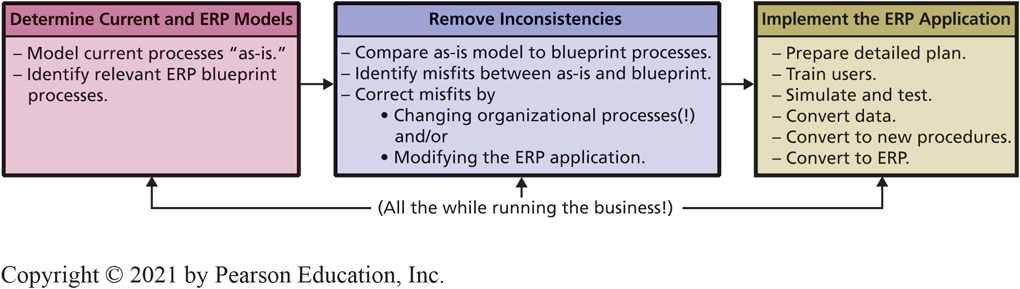 Determine Current and ERP Models
– Model current processes “as-is.”
– Identify relevant ERP blueprint
processes.
Remove Inconsistencies
– Compare as-is model to blueprint processes.
– Identify misfits between as-is and blueprint.
– Correct misfits by
• Changing organizational processes(!)
and/or
• Modifying the ERP application.
Implement the ERP Application
– Prepare detailed plan.
– Train users.
– Simulate and test.
– Convert data.
– Convert to new procedures.
– Convert to ERP.
(All the while running the business!)
Copyright © 2021 by Pearson Education, Inc.